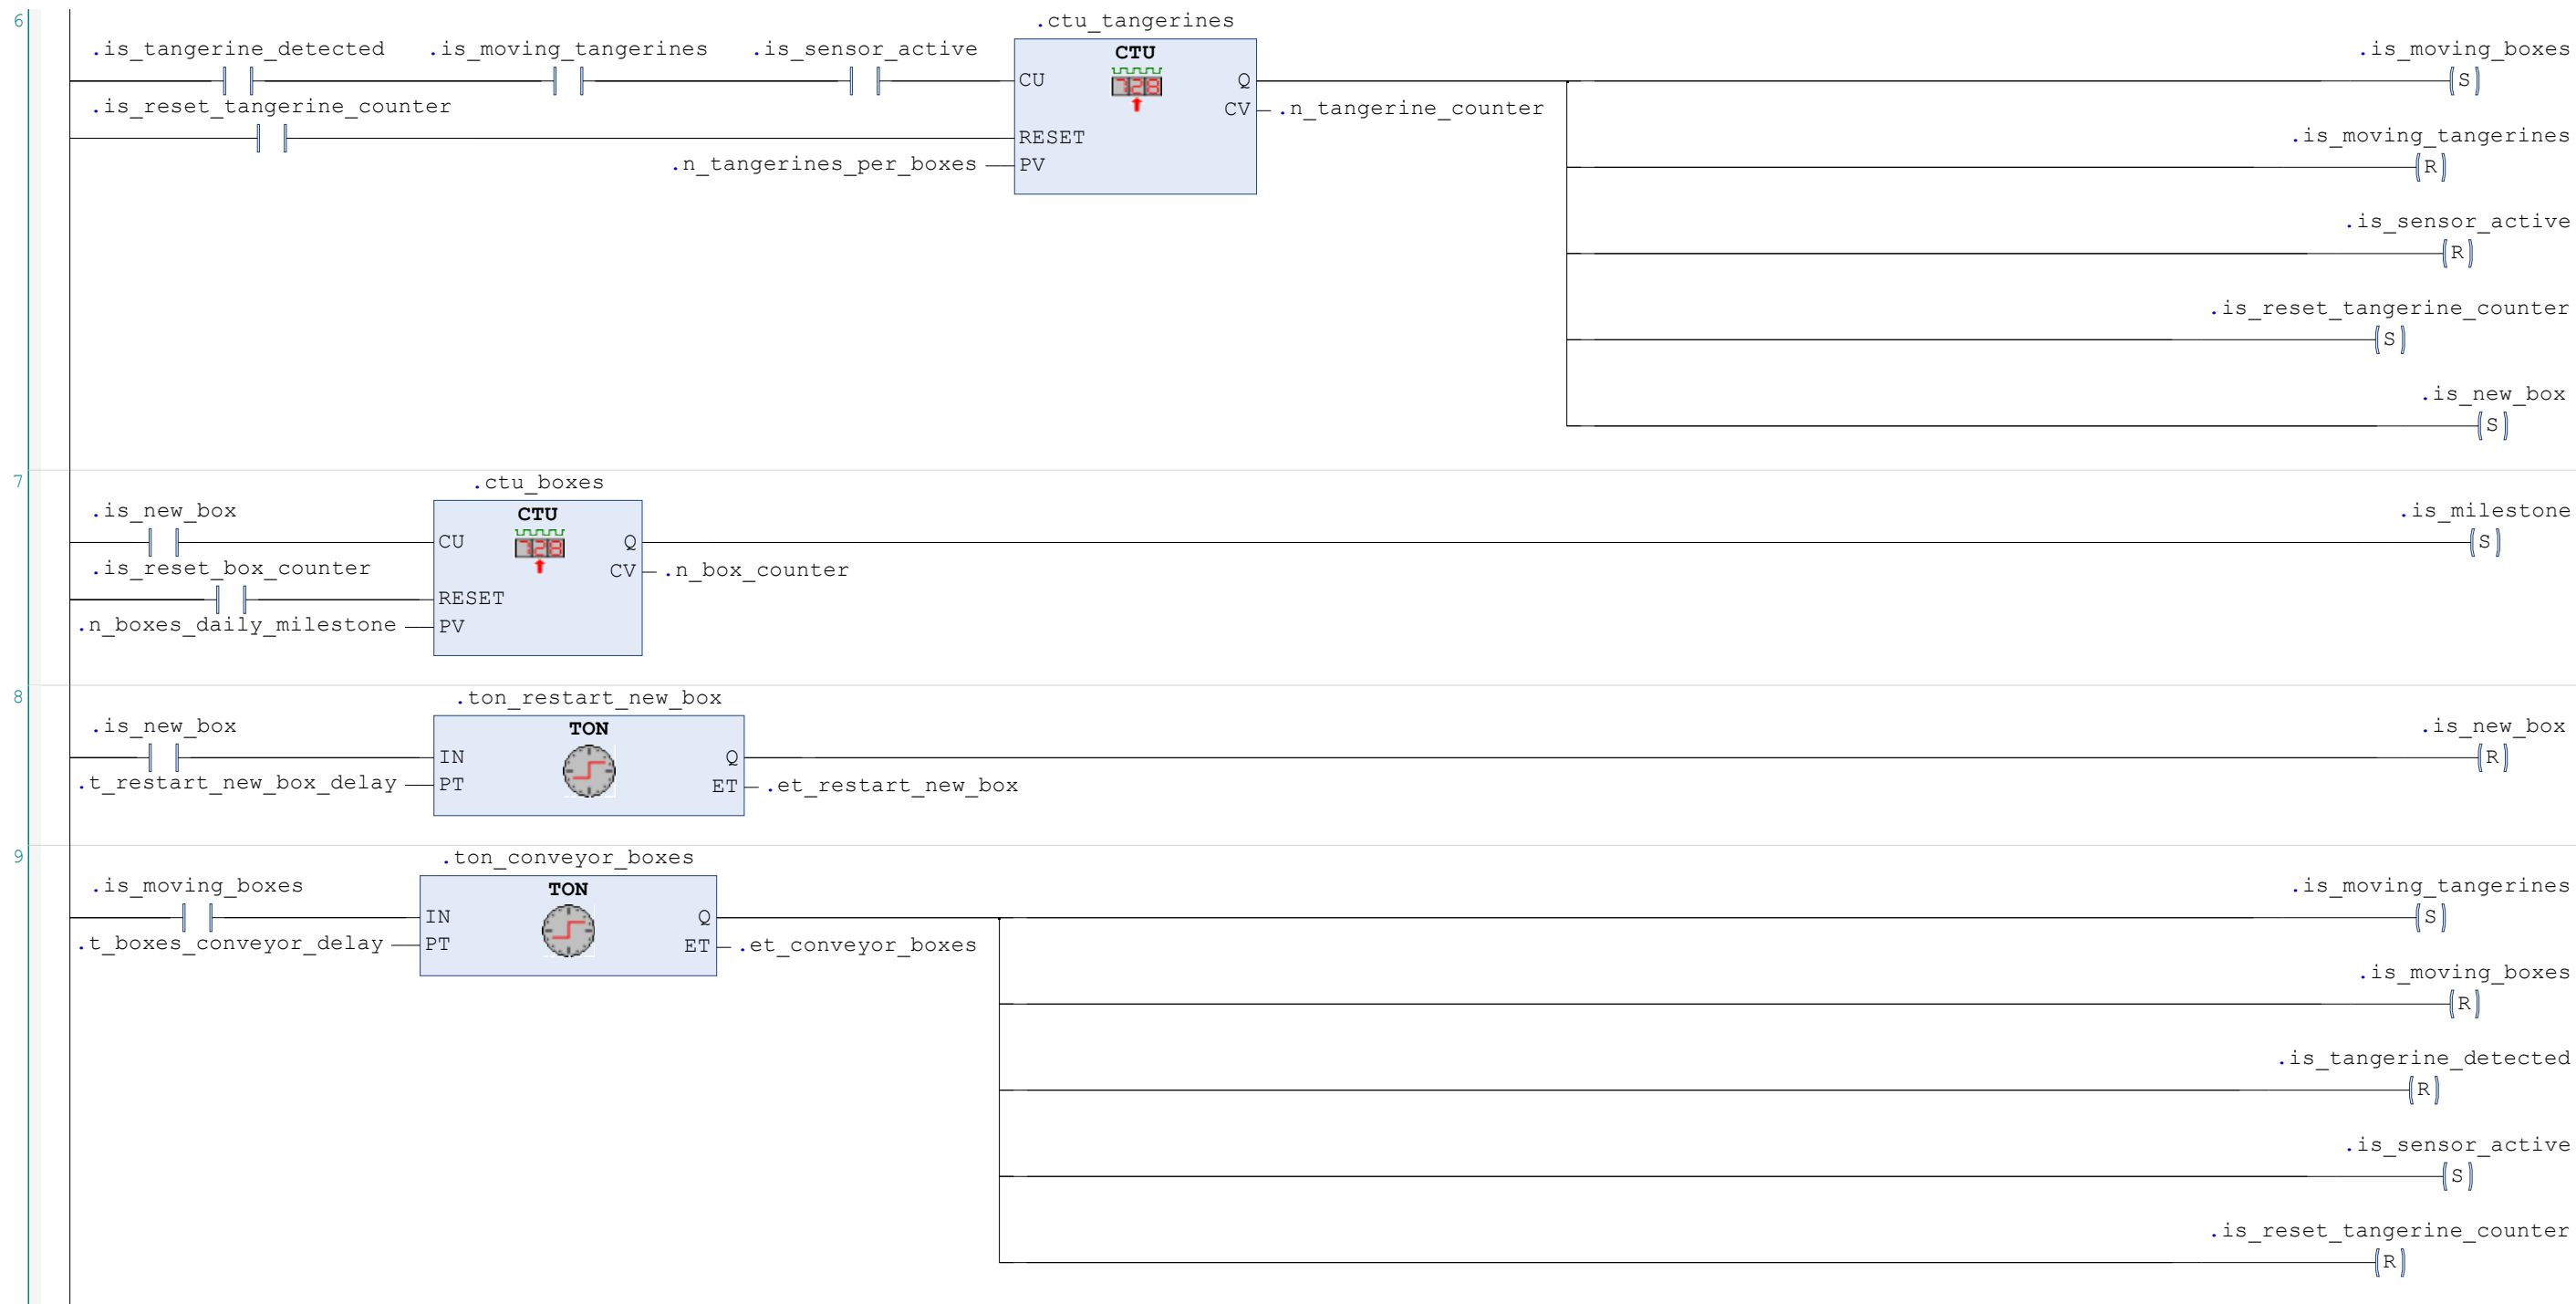 6
.ctu_tangerines
.is_tangerine_detected .is_moving_tangerines .is_sensor_active CTU .is_moving_boxes
CU 728 Q (S)
.is_reset_tangerine_counter CV .n_tangerine_counter
RESET .is_moving_tangerines
.n_tangerines_per_boxes PV (R)
.is_sensor_active
(R)
.is_reset_tangerine_counter
(S)
.is_new_box
(S)
7
.ctu_boxes
.is_new_box CTU .is_milestone
CU 728 Q (S)
.is_reset_box_counter CV .n_box_counter
RESET
.n_boxes_daily_milestone PV
8
.ton_restart_new_box
.is_new_box TON .is_new_box
IN Q (R)
.t_restart_new_box_delay PT ET .et_restart_new_box
9
.ton_conveyor_boxes
.is_moving_boxes TON .is_moving_tangerines
IN Q (S)
.t_boxes_conveyor_delay PT ET .et_conveyor_boxes
.is_moving_boxes
(R)
.is_tangerine_detected
(R)
.is_sensor_active
(S)
.is_reset_tangerine_counter
(R)